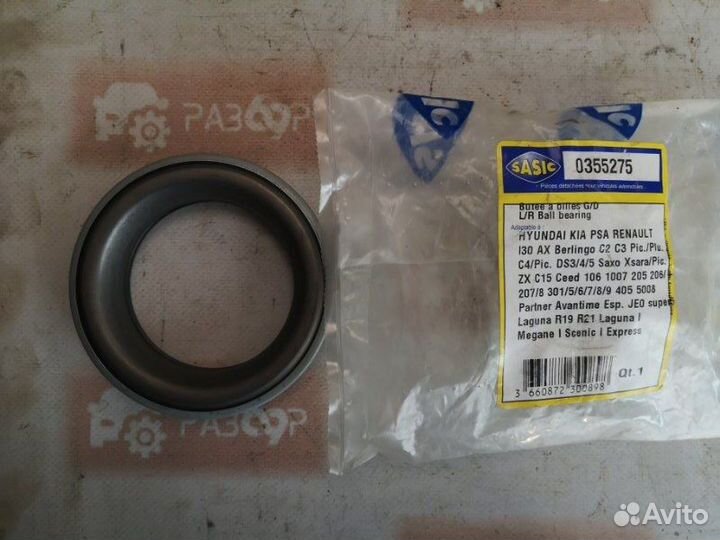 РАЗ69Р
SASIC
SASIC 0355275
Pièces détachées pour véhicules automobiles
Butée à billes G/D
L/R Ball bearing
Adaptable à :
HYUNDAI KIA PSA RENAULT
I30 AX Berlingo C2 C3 Pic./Plu.
C4/Pic. DS3/4/5 Saxo Xsara/Pic.
ZX C15 Ceed 106 1007 205 206/
207/8 301/5/6/7/8/9 405 5008
Partner Avantime Esp. JE0 super
Laguna R19 R21 Laguna I
Megane I Scenic I Express
3 660872 300898
Qt. 1
РАЗ69Р
Avito